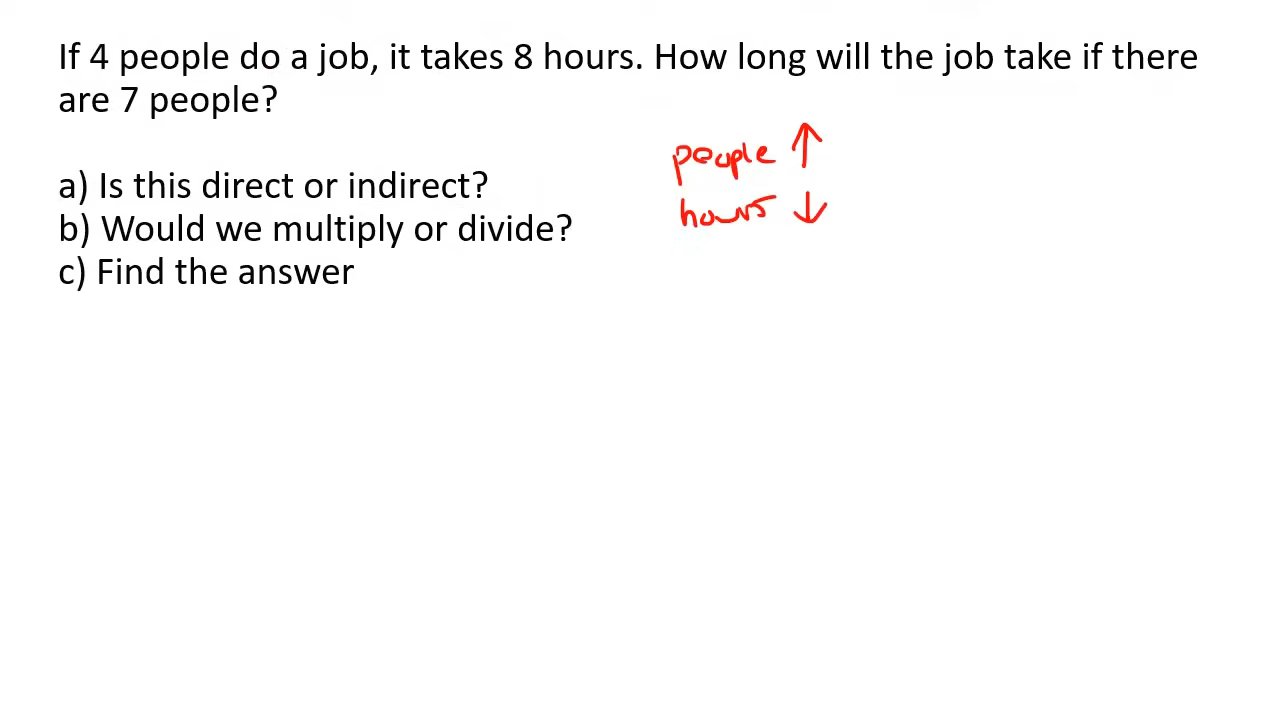 If 4 people do a job, it takes 8 hours. How long will the job take if there
are 7 people?
people ↑
a) Is this direct or indirect?
hours ↓
b) Would we multiply or divide?
c) Find the answer